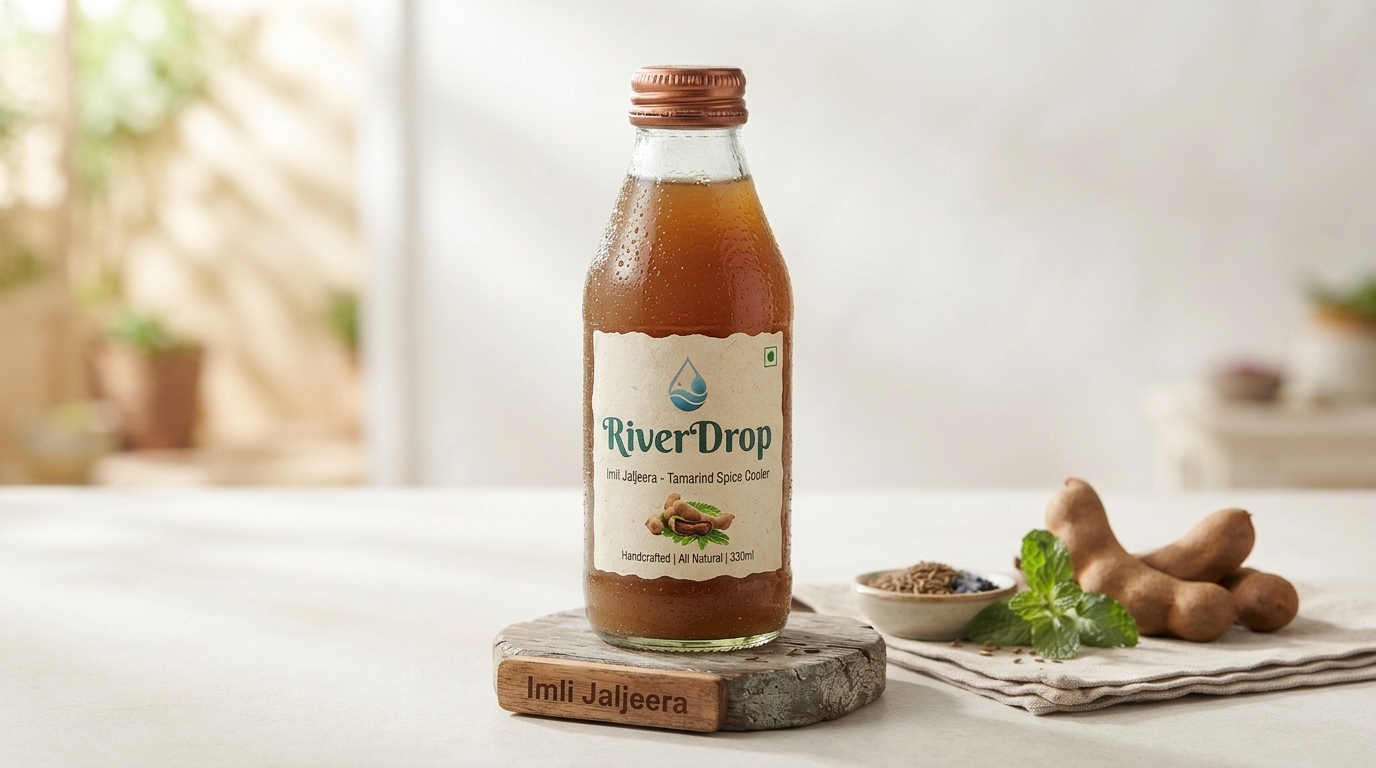 RiverDrop
Imli Jaljeera - Tamarind Spice Cooler
Handcrafted | All Natural | 330ml
Imli Jaljeera